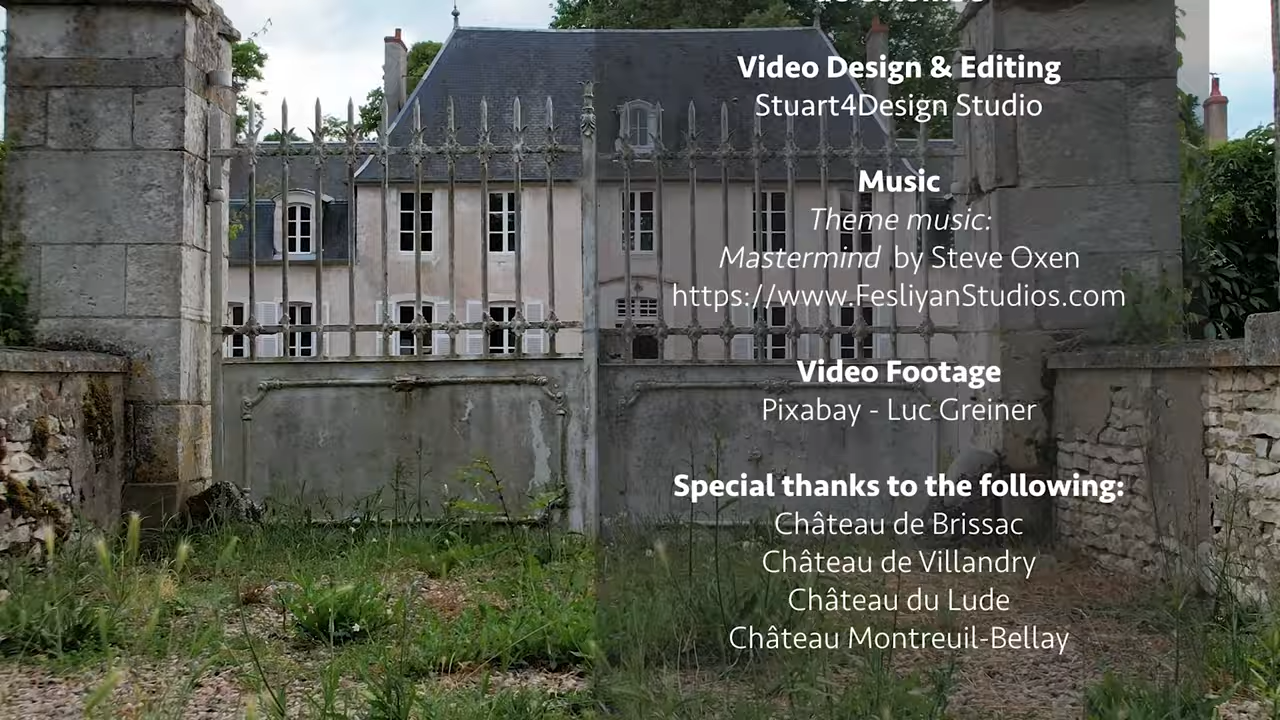 Video Design & Editing
Stuart4Design Studio
Music
Theme music:
Mastermind by Steve Oxen
https://www.FesliyanStudios.com
Video Footage
Pixabay - Luc Greiner
Special thanks to the following:
Château de Brissac
Château de Villandry
Château du Lude
Château Montreuil-Bellay